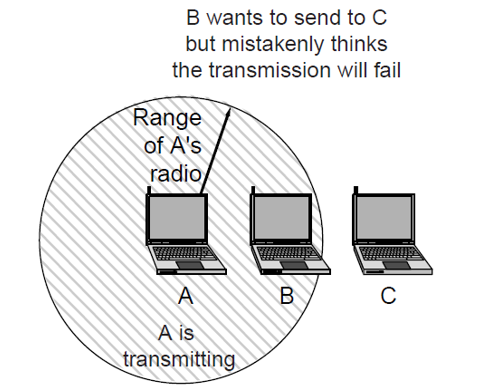 B wants to send to C
but mistakenly thinks
the transmission will fail
Range
of A's
radio
A
B
C
A is
transmitting